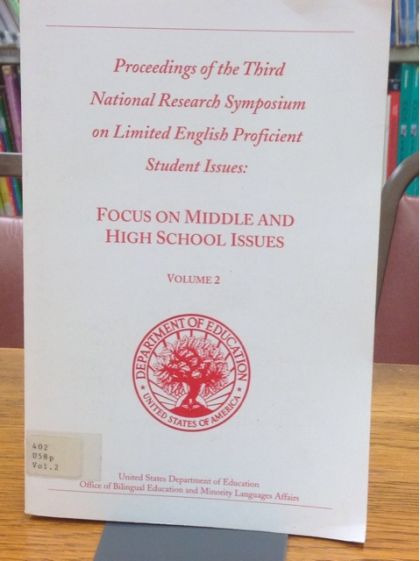 Proceedings of the Third
National Research Symposium
on Limited English Proficient
Student Issues:
FOCUS ON MIDDLE AND
HIGH SCHOOL ISSUES
VOLUME 2
DEPARTMENT OF EDUCATION
UNITED STATES OF AMERICA
402
U58p
Vol.2
United States Department of Education
Office of Bilingual Education and Minority Languages Affairs